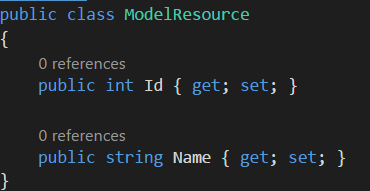 public class ModelResource
{
0 references
public int Id { get; set; }
0 references
public string Name { get; set; }
}